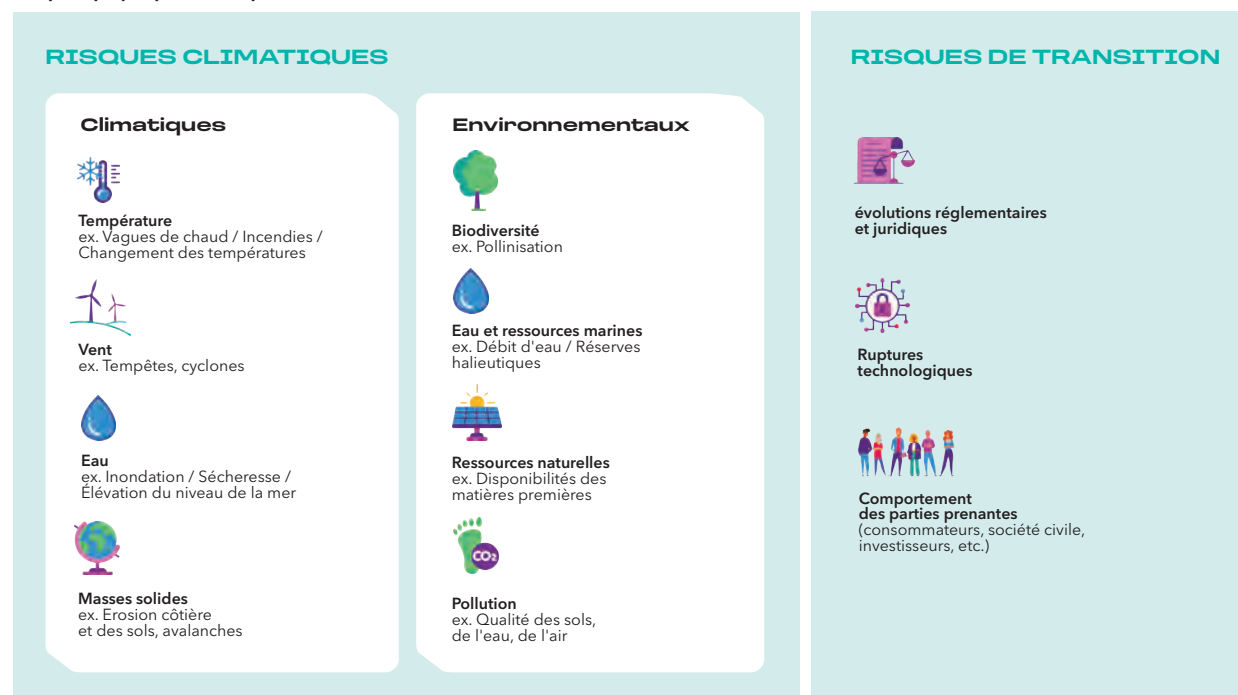 RISQUES CLIMATIQUES
Climatiques
Température
ex. Vagues de chaud / Incendies /
Changement des températures
Vent
ex. Tempêtes, cyclones
Eau
ex. Inondation / Sécheresse /
Élévation du niveau de la mer
Masses solides
ex. Erosion côtière
et des sols, avalanches
Environnementaux
Biodiversité
ex. Pollinisation
Eau et ressources marines
ex. Débit d'eau / Réserves
halieutiques
Ressources naturelles
ex. Disponibilités des
matières premières
CO₂
Pollution
ex. Qualité des sols,
de l'eau, de l'air
RISQUES DE TRANSITION
évolutions réglementaires
et juridiques
Ruptures
technologiques
Comportement
des parties prenantes
(consommateurs, société civile,
investisseurs, etc.)